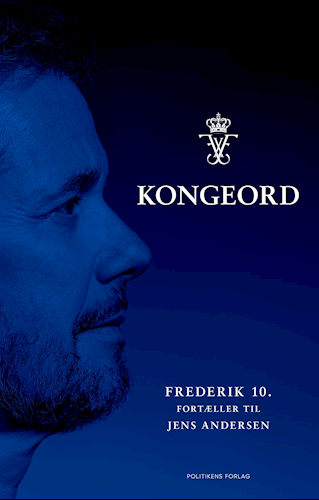 KONGEORD
FREDERIK 10.
FORTÆLLER TIL
JENS ANDERSEN
POLITIKENS FORLAG